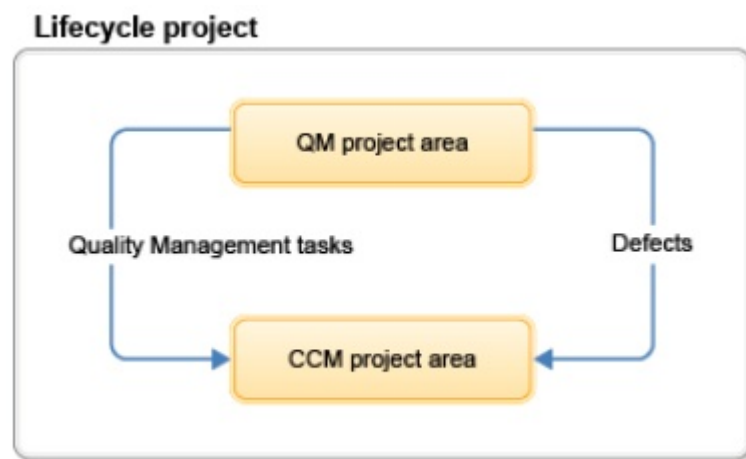 Lifecycle project
QM project area
Quality Management tasks
Defects
CCM project area